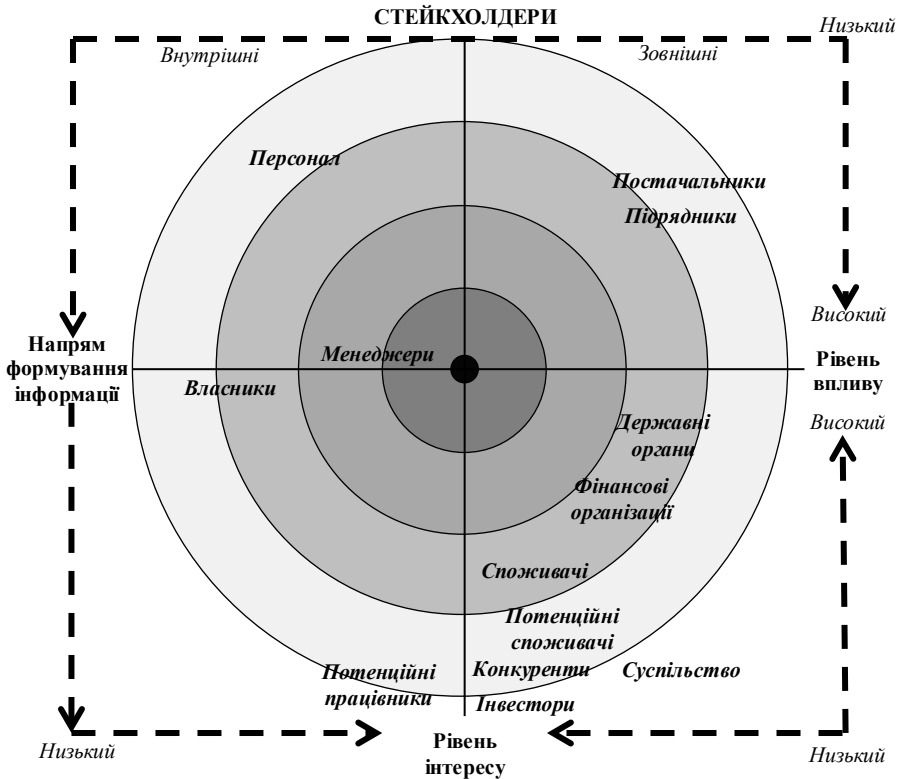 СТЕЙКХОЛДЕРИ
Низький
Внутрішні
Зовнішні
Персонал
Постачальники
Підрядники
Високий
Напрям
формування
інформації
Менеджери
Рівень
впливу
Власники
Державні
органи
Високий
Фінансові
організації
Споживачі
Потенційні
споживачі
Потенційні
працівники
Конкуренти
Суспільство
Інвестори
Низький
Рівень
інтересу
Низький